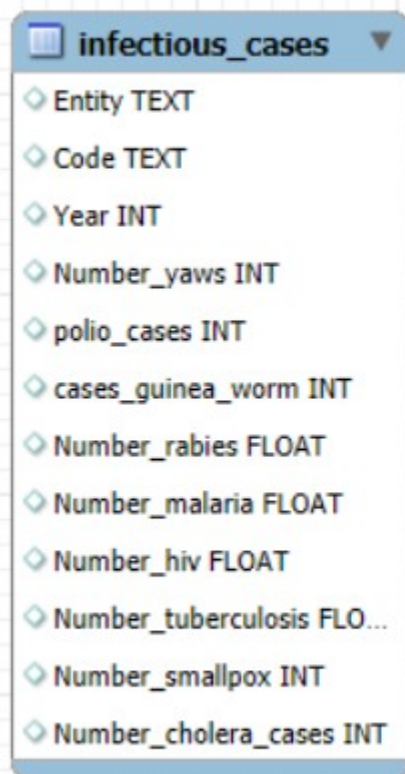 infectious_cases
Entity TEXT
Code TEXT
Year INT
Number_yaws INT
polio_cases INT
cases_guinea_worm INT
Number_rabies FLOAT
Number_malaria FLOAT
Number_hiv FLOAT
Number_tuberculosis FLO...
Number_smallpox INT
Number_cholera_cases INT